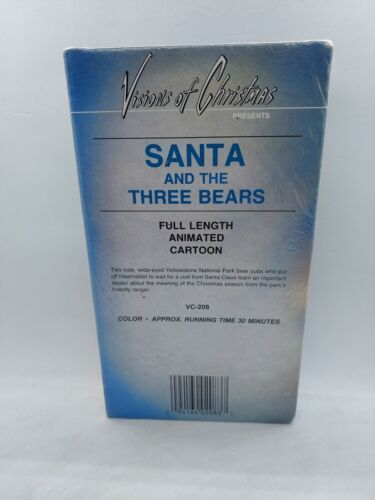 Visions of Christmas
PRESENTS
SANTA
AND THE
THREE BEARS
FULL LENGTH
ANIMATED
CARTOON
Two cute, wide-eyed Yellowstone National Park bear cubs who put
off hibernation to wait for a visit from Santa Claus learn an important
lesson about the meaning of the Christmas season from the park's
friendly ranger.
VC-208
COLOR • APPROX. RUNNING TIME 30 MINUTES